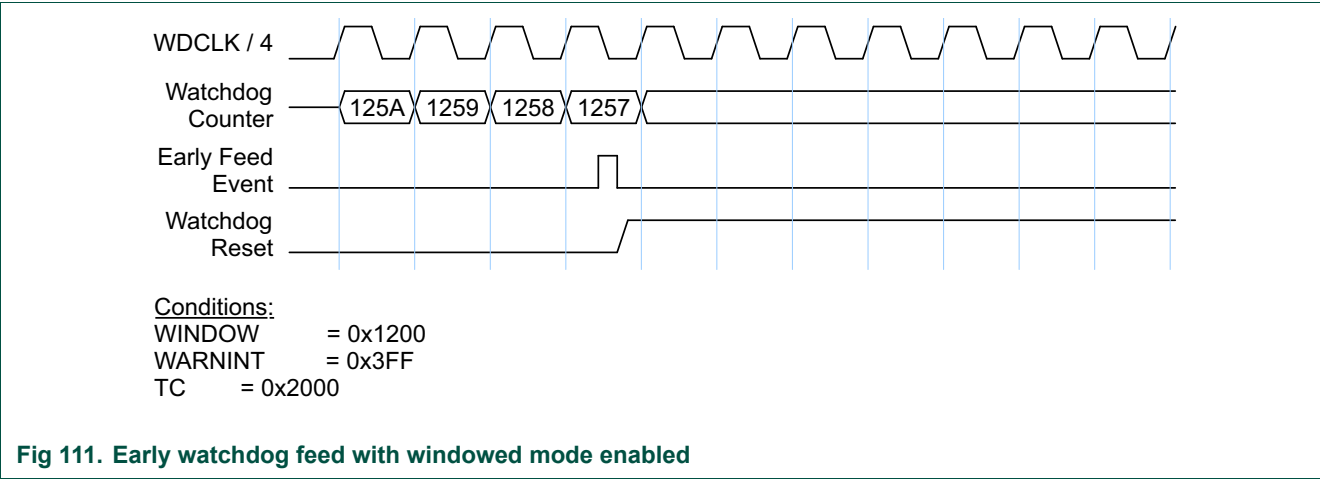 WDCLK / 4
Watchdog
Counter
125A 1259 1258 1257
Early Feed
Event
Watchdog
Reset
Conditions:
WINDOW = 0x1200
WARNINT = 0x3FF
TC = 0x2000
Fig 111. Early watchdog feed with windowed mode enabled